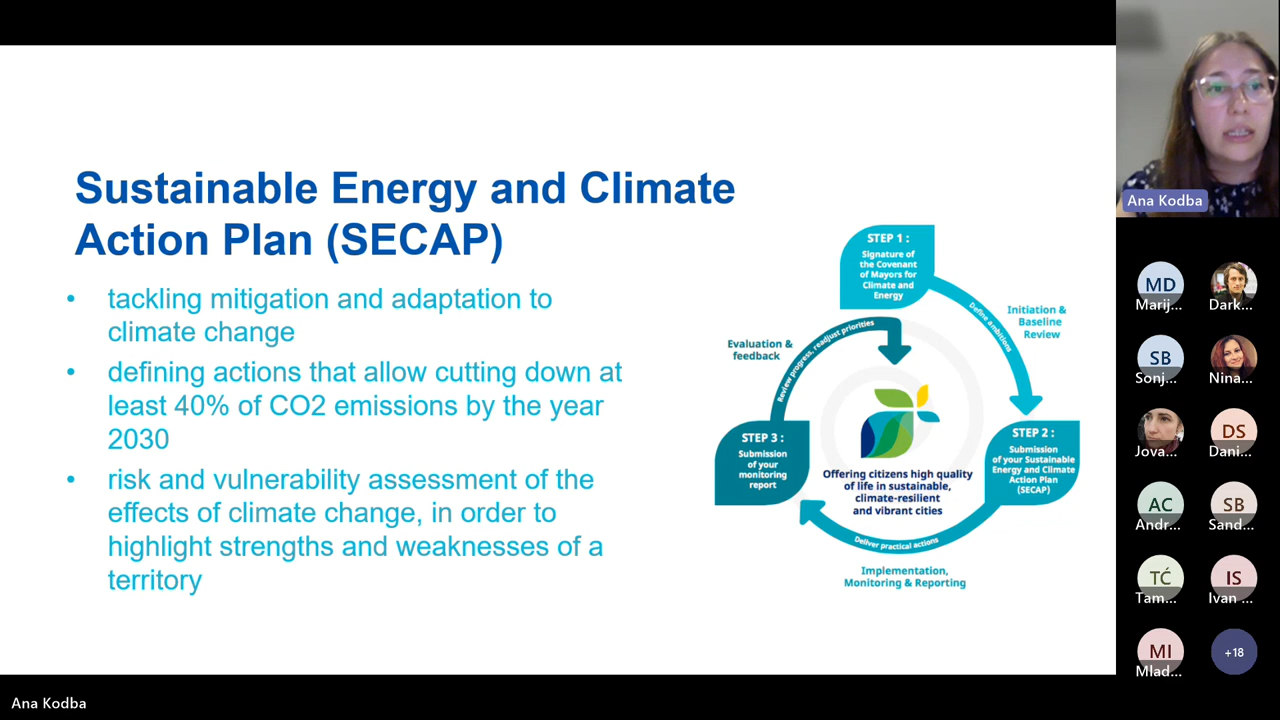 Sustainable Energy and Climate
Action Plan (SECAP)
• tackling mitigation and adaptation to
climate change
• defining actions that allow cutting down at
least 40% of CO2 emissions by the year
2030
• risk and vulnerability assessment of the
effects of climate change, in order to
highlight strengths and weaknesses of a
territory
STEP 1 :
Signature of
the Covenant
of Mayors for
Climate and
Energy
Define ambitions
Initiation &
Baseline
Review
STEP 2 :
Submission
of your Sustainable
Energy and Climate
Action Plan
(SECAP)
Deliver practical actions
Implementation,
Monitoring & Reporting
STEP 3 :
Submission
of your
monitoring
report
Review progress, readjust priorities
Evaluation &
feedback
Offering citizens high quality
of life in sustainable,
climate-resilient
and vibrant cities
Ana Kodba
MD
Marij...
Dark...
SB
Sonj...
Nina...
Jova...
DS
Dani...
AC
Andr...
SB
Sand...
TĆ
Tam...
IS
Ivan ...
MI
Mlad...
+18
Ana Kodba